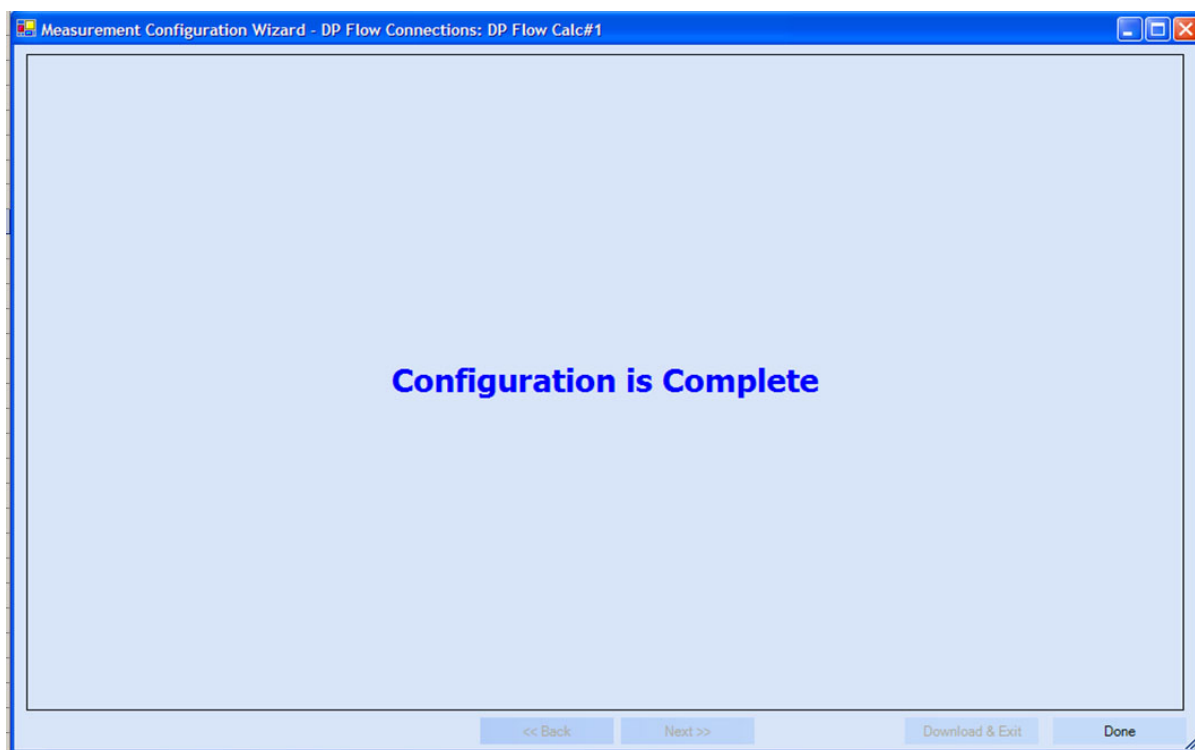 Measurement Configuration Wizard - DP Flow Connections: DP Flow Calc#1
Configuration is Complete
<< Back Next >> Download & Exit Done